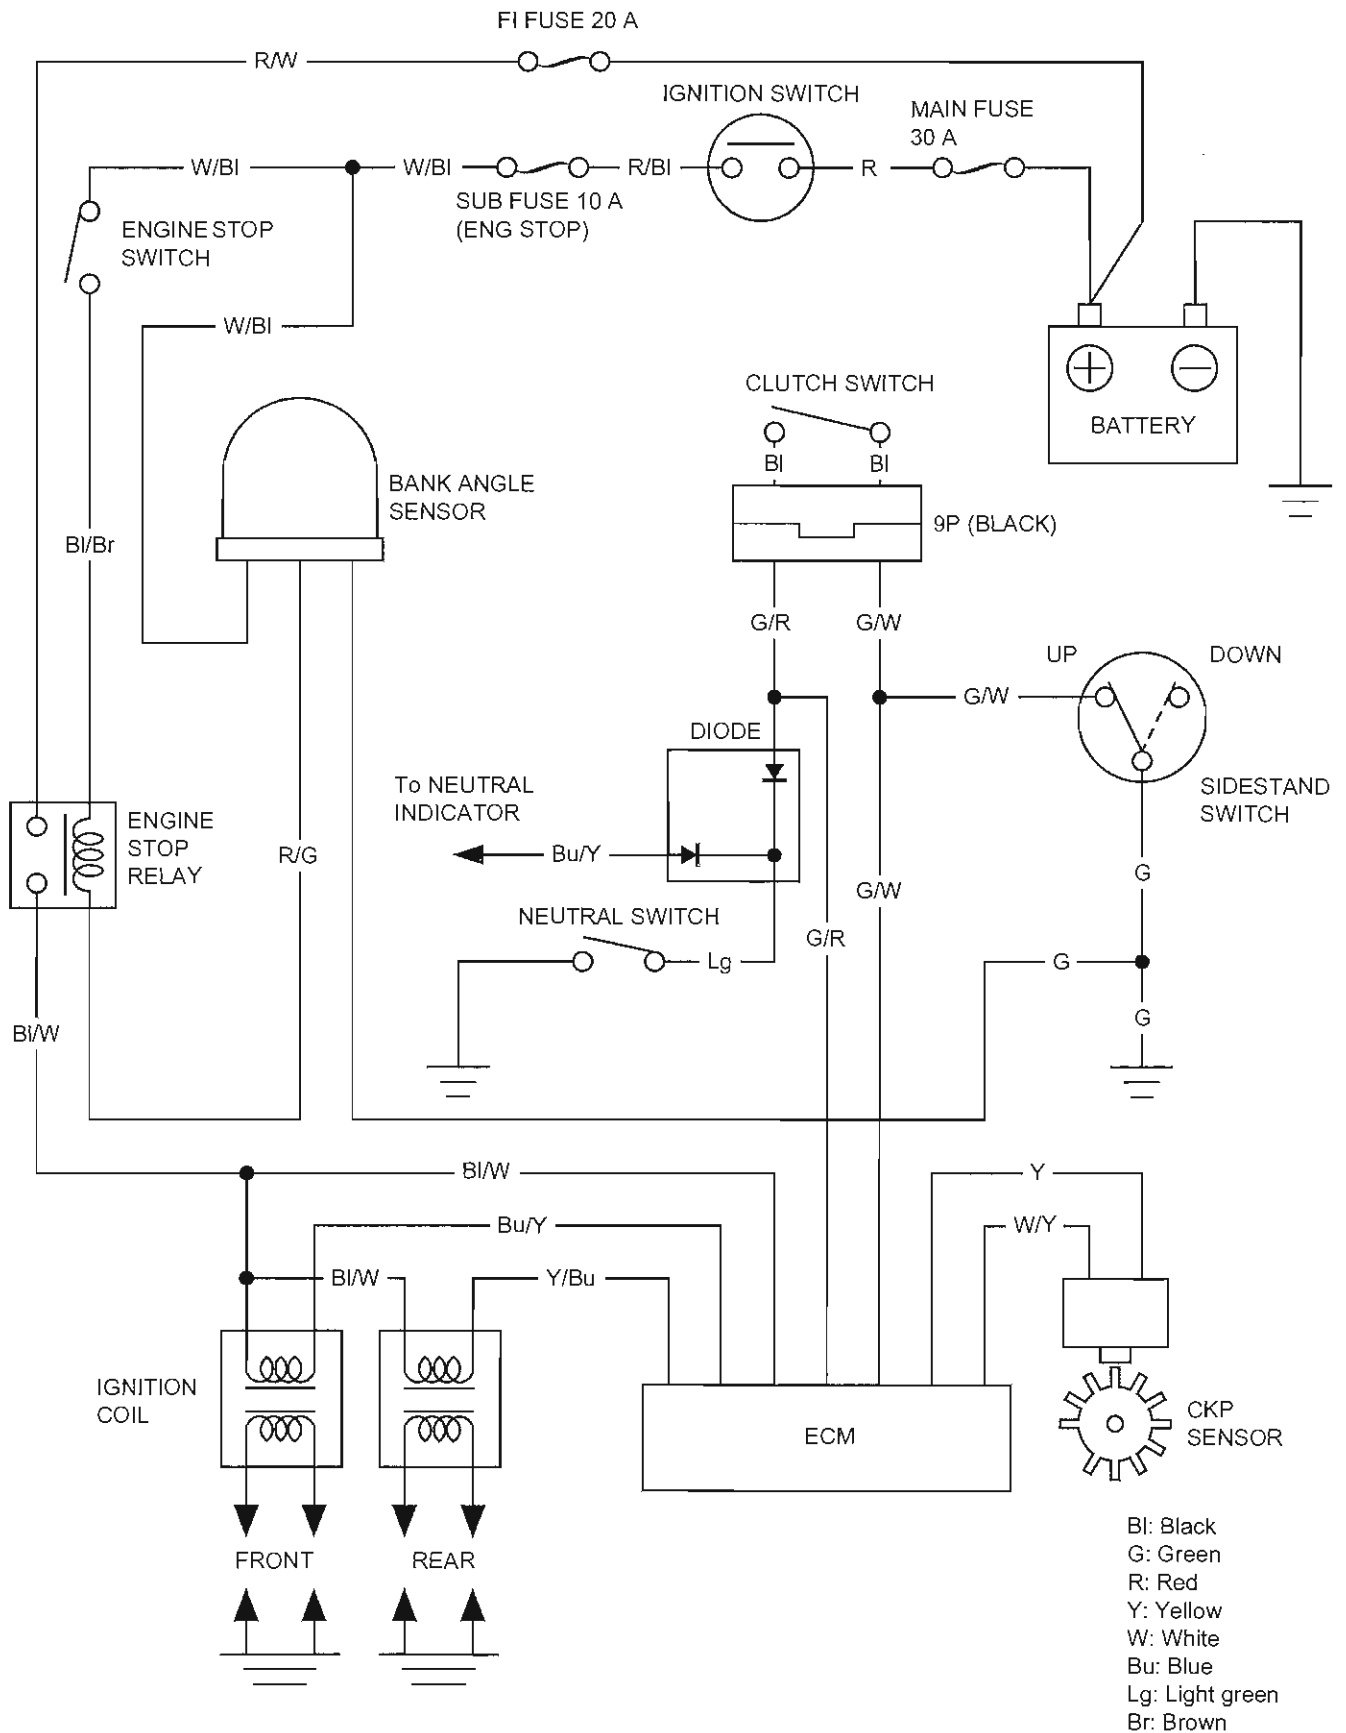 FI FUSE 20 A
R/W
IGNITION SWITCH
MAIN FUSE
30 A
W/Bl
W/Bl
R/Bl
R
SUB FUSE 10 A
(ENG STOP)
ENGINE STOP
SWITCH
W/Bl
CLUTCH SWITCH
+
−
BATTERY
Bl
Bl
BANK ANGLE
SENSOR
9P (BLACK)
Bl/Br
G/R
G/W
UP
DOWN
G/W
DIODE
To NEUTRAL
INDICATOR
SIDESTAND
SWITCH
ENGINE
STOP
RELAY
R/G
Bu/Y
G
G/W
NEUTRAL SWITCH
G/R
Lg
G
Bl/W
G
Bl/W
Y
Bu/Y
W/Y
Bl/W
Y/Bu
IGNITION
COIL
ECM
CKP
SENSOR
FRONT
REAR
Bl: Black
G: Green
R: Red
Y: Yellow
W: White
Bu: Blue
Lg: Light green
Br: Brown